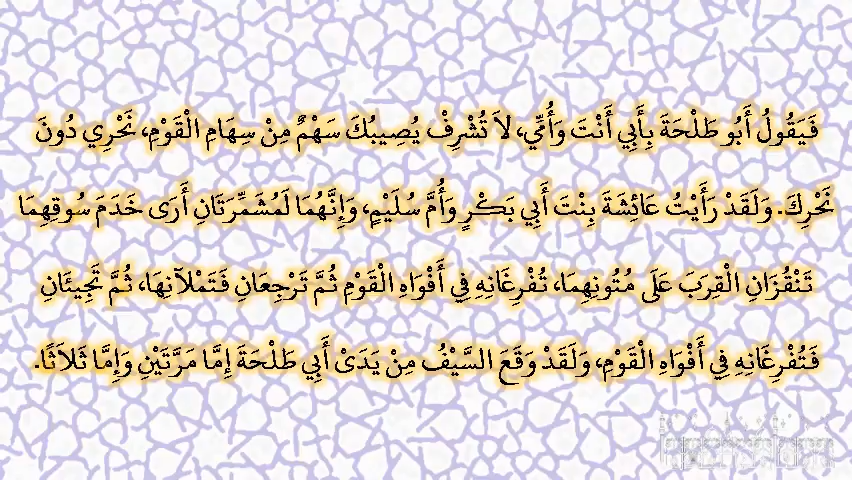 فَيَقُولُ أَبُو طَلْحَةَ بِأَبِي أَنْتَ وَأُمِّي، لاَ تُشْرِفْ يُصِيبُكَ سَهْمٌ مِنْ سِهَامِ الْقَوْمِ، نَحْرِي دُونَ
نَحْرِكَ. وَلَقَدْ رَأَيْتُ عَائِشَةَ بِنْتَ أَبِي بَكْرٍ وَأُمَّ سُلَيْمٍ، وَإِنَّهُمَا لَمُشَمِّرَتَانِ أَرَى خَدَمَ سُوقِهِمَا
تَنْقُزَانِ الْقِرَبَ عَلَى مُتُونِهِمَا، تُفْرِغَانِهِ فِي أَفْوَاهِ الْقَوْمِ ثُمَّ تَرْجِعَانِ فَتَمْلآنِهَا، ثُمَّ تَجِيئَانِ
فَتُفْرِغَانِهِ فِي أَفْوَاهِ الْقَوْمِ، وَلَقَدْ وَقَعَ السَّيْفُ مِنْ يَدَىْ أَبِي طَلْحَةَ إِمَّا مَرَّتَيْنِ وَإِمَّا ثَلاَثًا.